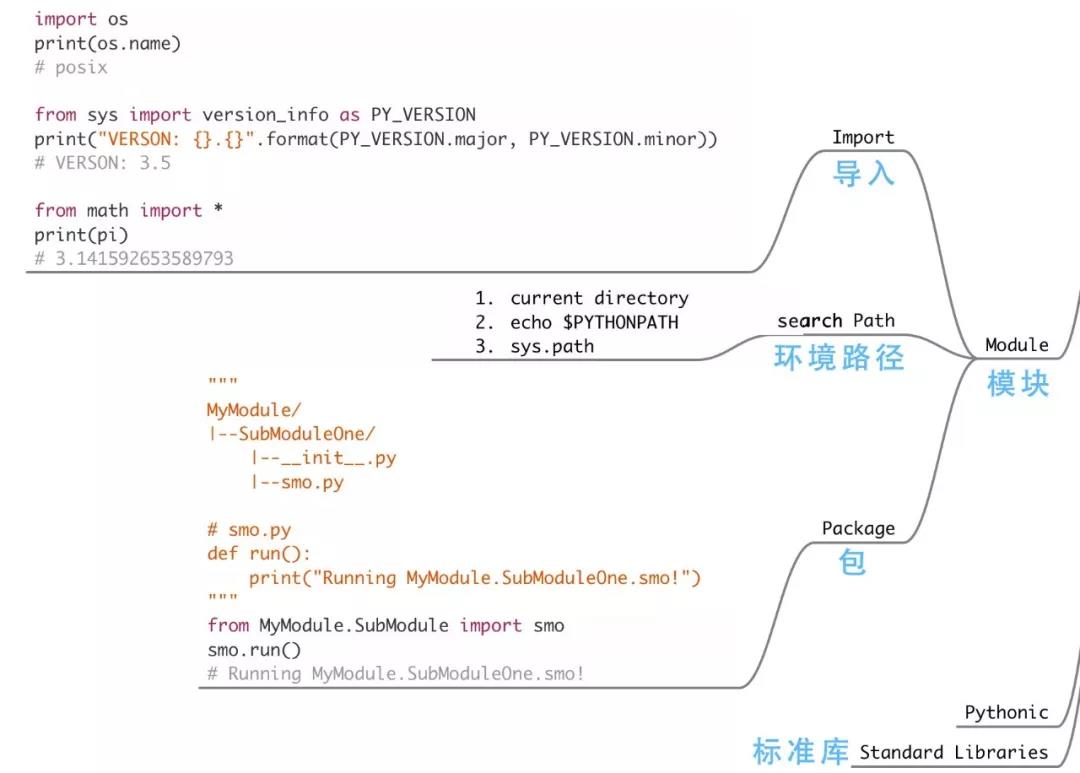 import os
print(os.name)
# posix
from sys import version_info as PY_VERSION
print("VERSON: {}.{}".format(PY_VERSION.major, PY_VERSION.minor))
# VERSON: 3.5
from math import *
print(pi)
# 3.141592653589793
Import
导入
1. current directory
2. echo $PYTHONPATH
3. sys.path
search Path
环境路径
Module
模块
"""
MyModule/
|--SubModuleOne/
    |--__init__.py
    |--smo.py
# smo.py
def run():
    print("Running MyModule.SubModuleOne.smo!")
"""
from MyModule.SubModule import smo
smo.run()
# Running MyModule.SubModuleOne.smo!
Package
包
Pythonic
标准库 Standard Libraries